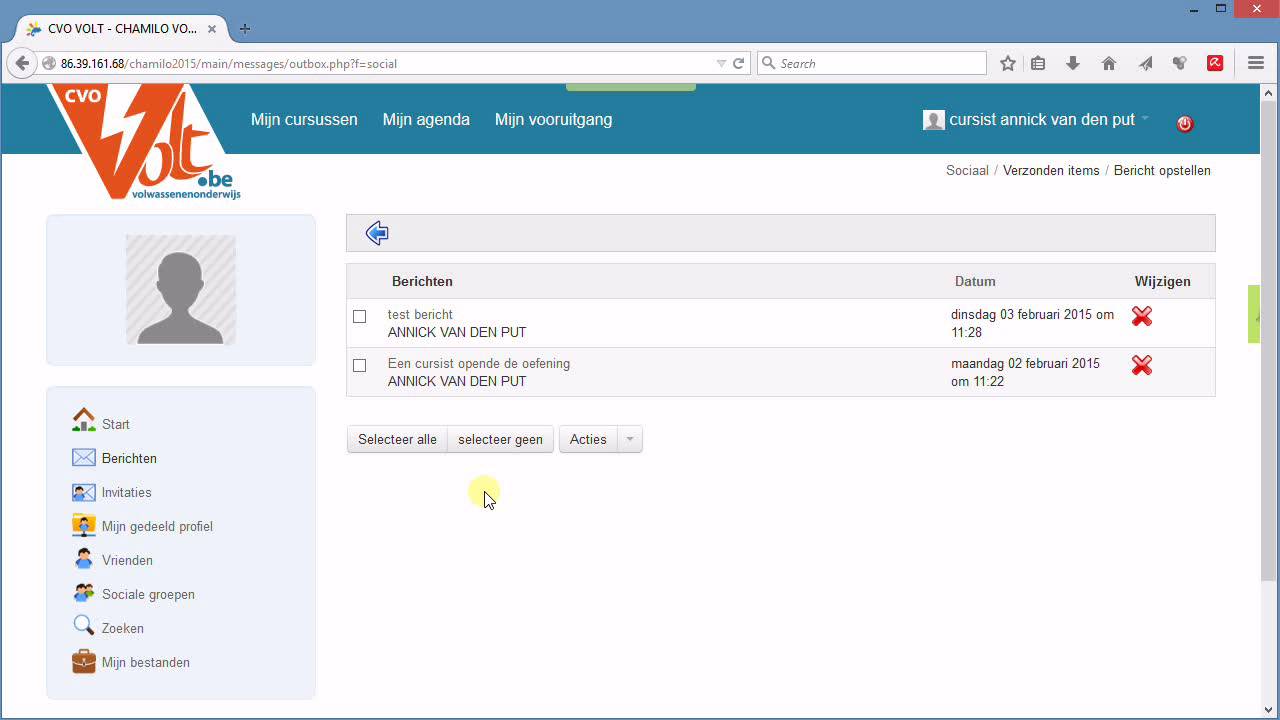 CVO VOLT - CHAMILO VO...
86.39.161.68/chamilo2015/main/messages/outbox.php?f=social
Search
CVO
Volt
.be
volwassenenonderwijs
Mijn cursussen
Mijn agenda
Mijn vooruitgang
cursist annick van den put
Sociaal / Verzonden items / Bericht opstellen
Berichten
Datum
Wijzigen
test bericht
ANNICK VAN DEN PUT
dinsdag 03 februari 2015 om
11:28
Een cursist opende de oefening
ANNICK VAN DEN PUT
maandag 02 februari 2015
om 11:22
Selecteer alle
selecteer geen
Acties
Start
Berichten
Invitaties
Mijn gedeeld profiel
Vrienden
Sociale groepen
Zoeken
Mijn bestanden